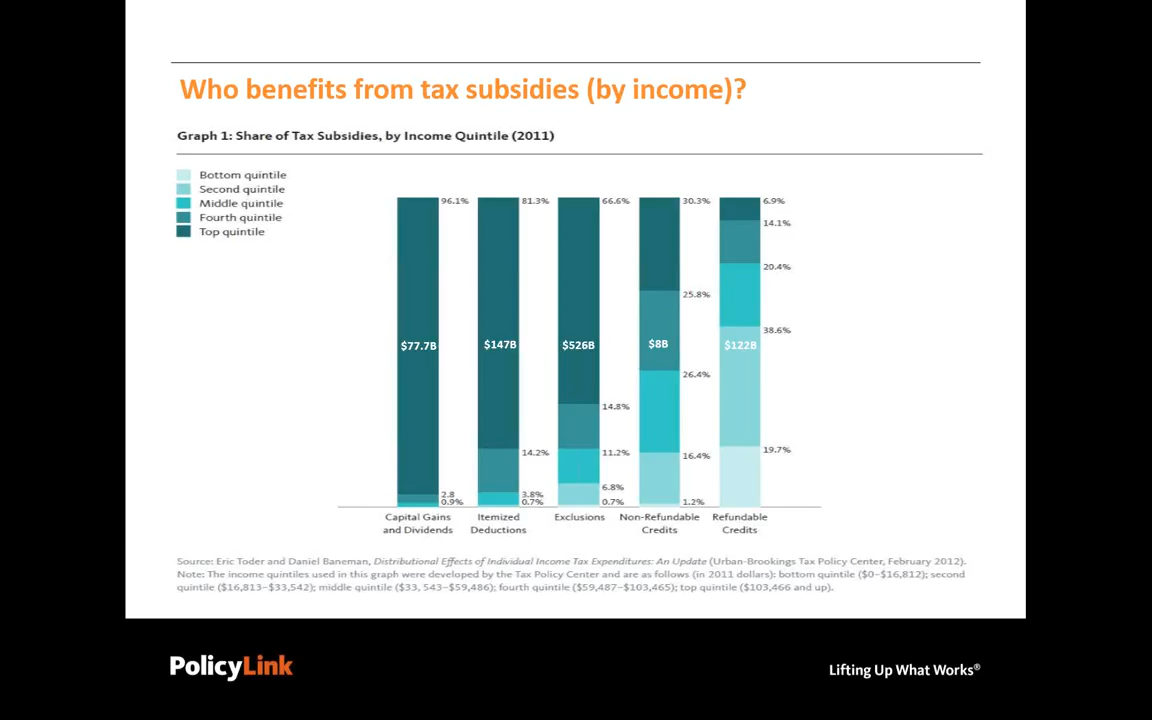 Who benefits from tax subsidies (by income)?
Graph 1: Share of Tax Subsidies, by Income Quintile (2011)
Bottom quintile
Second quintile
Middle quintile
Fourth quintile
Top quintile
96.1%
2.8
0.9%
$77.7B
81.3%
14.2%
3.8%
0.7%
$147B
66.6%
14.8%
11.2%
6.8%
0.7%
$526B
30.3%
25.8%
26.4%
16.4%
1.2%
$8B
6.9%
14.1%
20.4%
38.6%
19.7%
$122B
Capital Gains
and Dividends
Itemized
Deductions
Exclusions
Non-Refundable
Credits
Refundable
Credits
Source: Eric Toder and Daniel Baneman, Distributional Effects of Individual Income Tax Expenditures: An Update (Urban-Brookings Tax Policy Center, February 2012).
Note: The income quintiles used in this graph were developed by the Tax Policy Center and are as follows (in 2011 dollars): bottom quintile ($0–$16,812); second
quintile ($16,813–$33,542); middle quintile ($33, 543–$59,486); fourth quintile ($59,487–$103,465); top quintile ($103,466 and up).
PolicyLink
Lifting Up What Works®